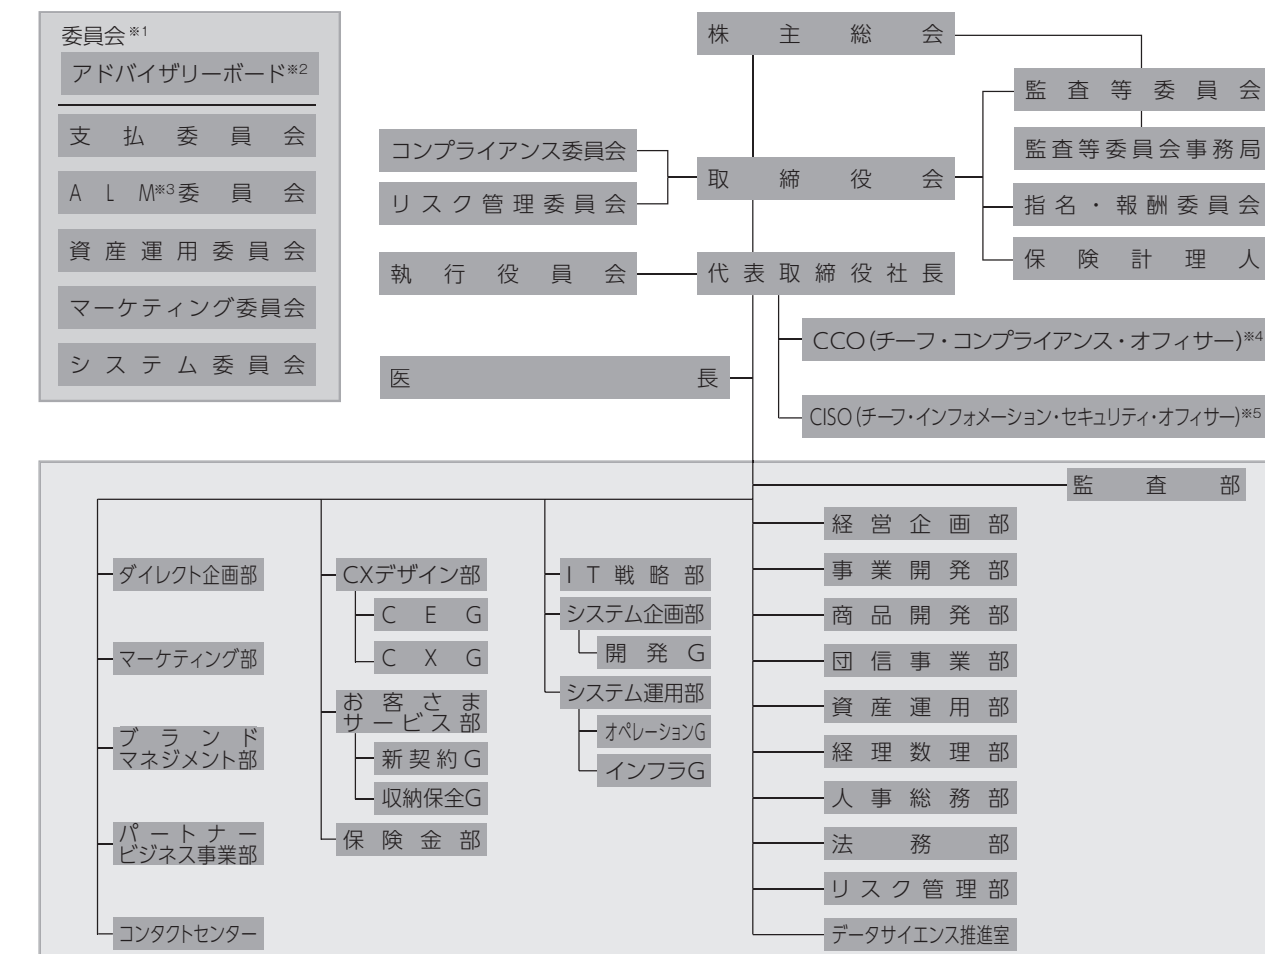 委員会※1
アドバイザリーボード※2
支払委員会
ALM※3委員会
資産運用委員会
マーケティング委員会
システム委員会
株主総会
監査等委員会
監査等委員会事務局
コンプライアンス委員会
リスク管理委員会
取締役会
指名・報酬委員会
保険計理人
執行役員会
代表取締役社長
CCO(チーフ・コンプライアンス・オフィサー)※4
医長
CISO(チーフ・インフォメーション・セキュリティ・オフィサー)※5
監査部
ダイレクト企画部
マーケティング部
ブランド
マネジメント部
パートナー
ビジネス事業部
コンタクトセンター
CXデザイン部
CEG
CXG
お客さま
サービス部
新契約G
収納保全G
保険金部
IT戦略部
システム企画部
開発G
システム運用部
オペレーションG
インフラG
経営企画部
事業開発部
商品開発部
団信事業部
資産運用部
経理数理部
人事総務部
法務部
リスク管理部
データサイエンス推進室